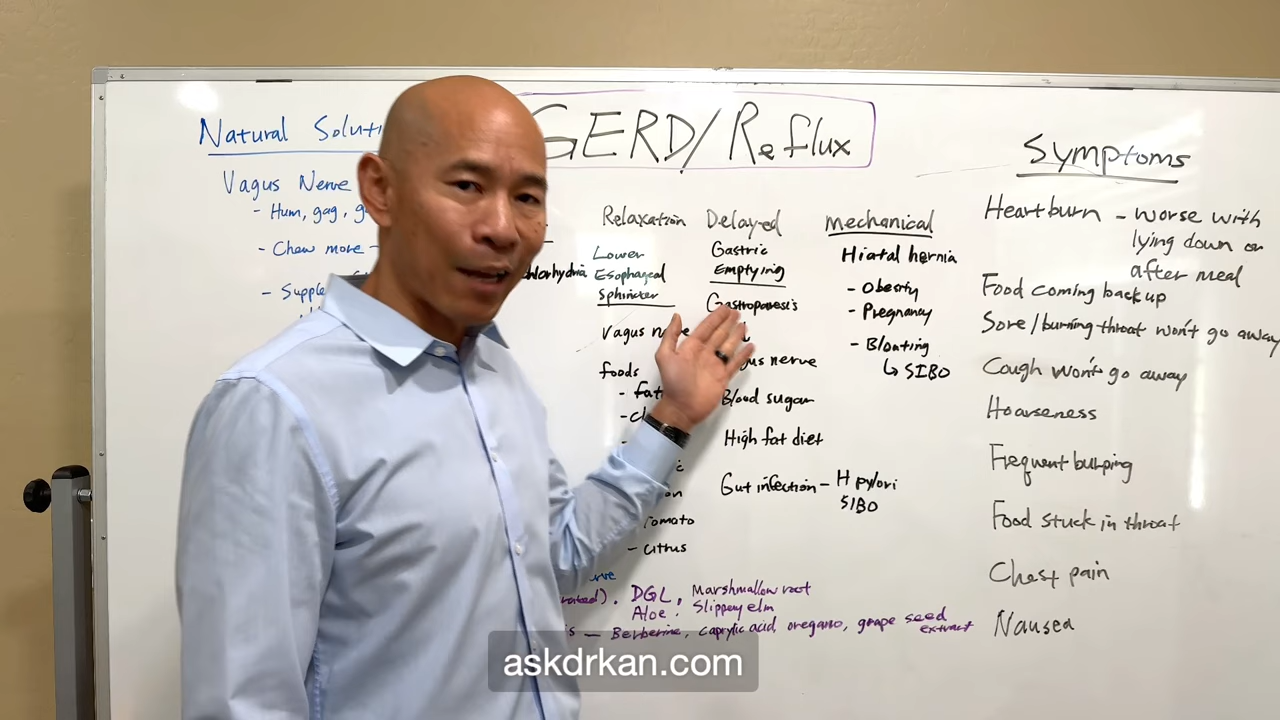 GERD/Reflux
Natural
Vagus Nerve
- Hum, gag,
- Chew more -
-
Relaxation
Lower
Esophageal
Sphincter
Vagus nerve
foods
-
- Tomato
- citrus
Delayed
Gastric
Emptying
Gastroparesis
nerve
Blood sugar
High fat diet
Gut infection - H pylori
SIBO
mechanical
Hiatal hernia
- Obesity
- Pregnancy
- Bloating
↳ SIBO
Symptoms
Heartburn - worse with
lying down or
after meal
Food coming back up
Sore/burning throat won't go away
Cough won't go away
Hoarseness
Frequent burping
Food stuck in throat
Chest pain
Nausea
DGL, Marshmallow root
Aloe, Slippery elm
- Berberine, caprylic acid, oregano, grape seed
extract
askdrkan.com